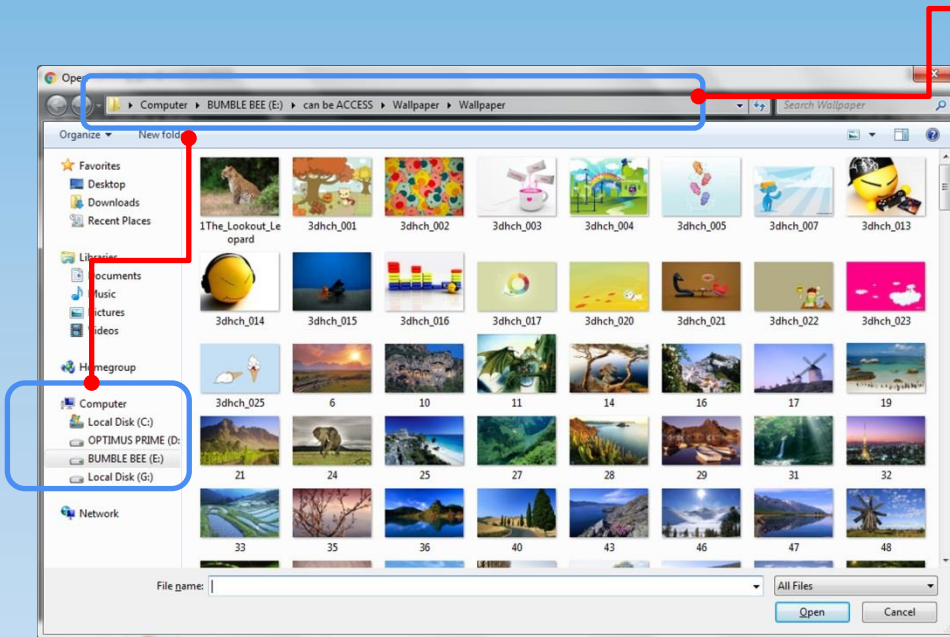 Open
Computer ▸ BUMBLE BEE (E:) ▸ can be ACCESS ▸ Wallpaper ▸ Wallpaper
Search Wallpaper
Organize
Favorites
Desktop
Downloads
Recent Places
Libraries
Documents
Music
Pictures
Videos
Homegroup
Computer
Local Disk (C:)
OPTIMUS PRIME (D:
BUMBLE BEE (E:)
Local Disk (G:)
Network
1The_Lookout_Le
opard
3dhch_001
3dhch_002
3dhch_003
3dhch_004
3dhch_005
3dhch_007
3dhch_013
3dhch_014
3dhch_015
3dhch_016
3dhch_017
3dhch_020
3dhch_021
3dhch_022
3dhch_023
3dhch_025
6
10
11
14
16
17
19
21
24
25
27
28
29
31
32
33
35
36
40
43
46
47
48
File name:
All Files
Open
Cancel